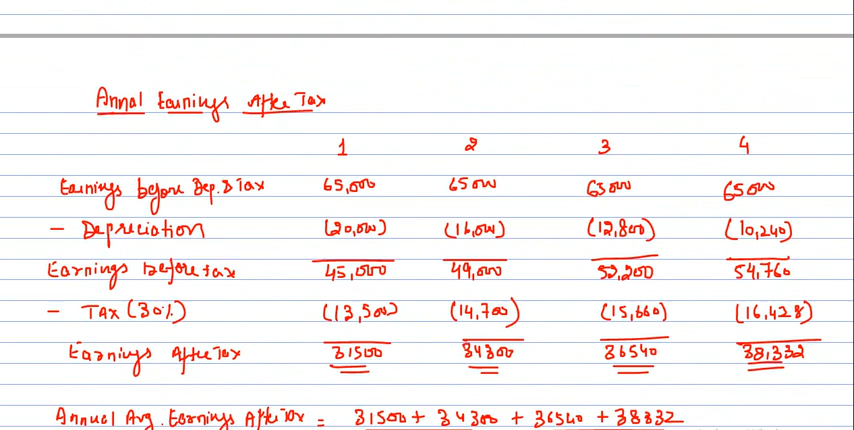 Annal Earnings After Tax
1 2 3 4
Earnings before Dep. & Tax 65,000 65000 65000 65000
- Depreciation (20,000) (16,000) (12,800) (10,240)
Earnings before tax 45,000 49,000 52,200 54,760
- TAX (30%) (13,500) (14,700) (15,660) (16,428)
Earnings After Tax 31500 34300 36540 38,332
Annual Avg. Earnings After Tax = 31500 + 34300 + 36540 + 38332